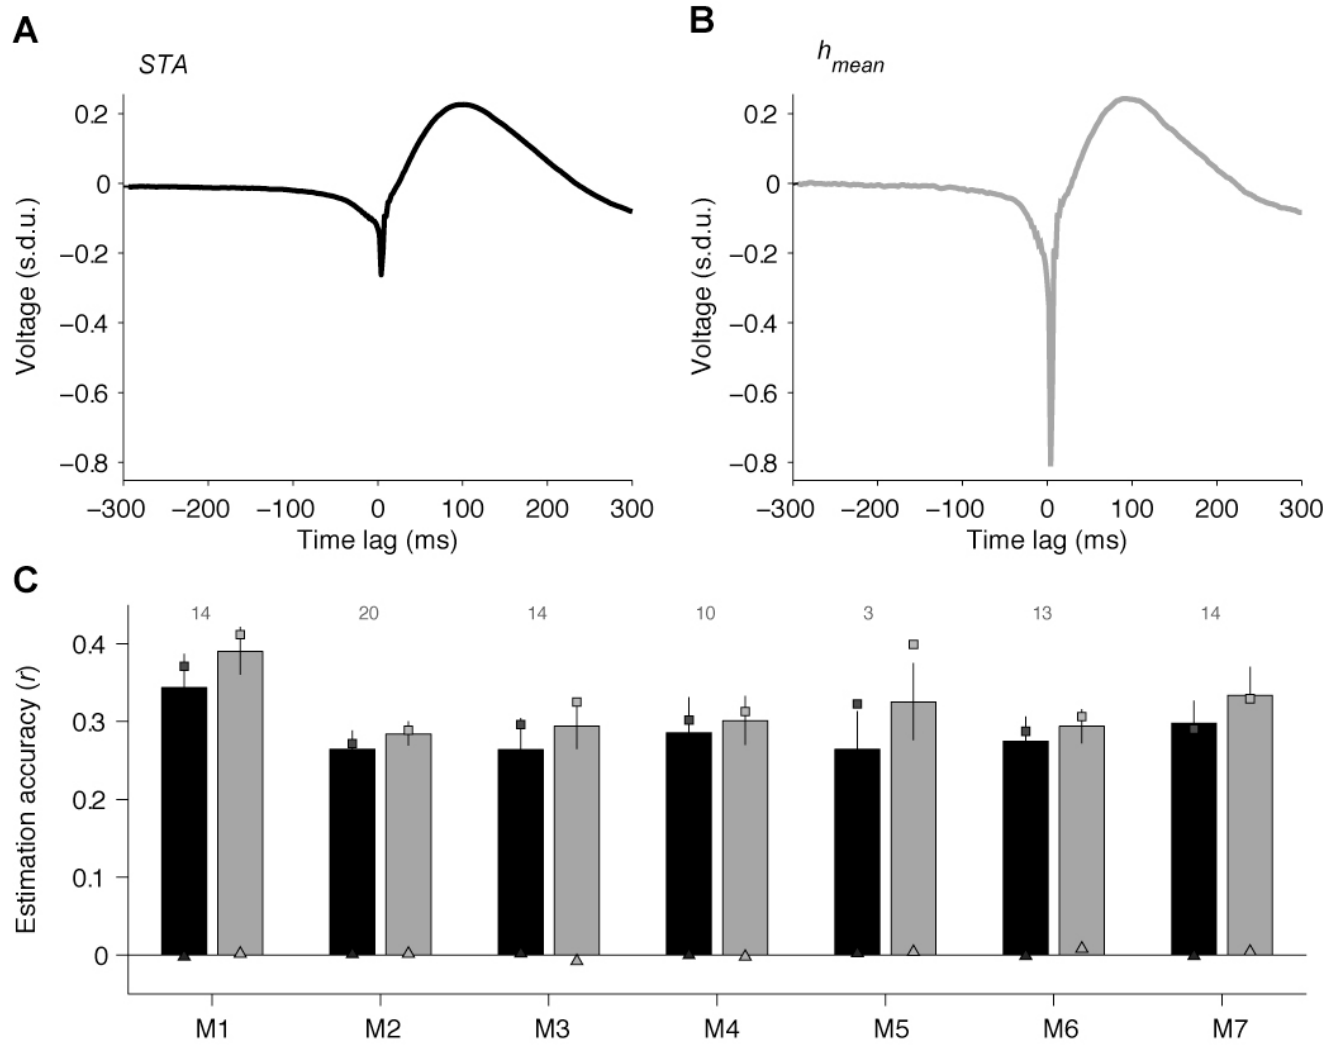 A
B
STA
h_mean
0.2
0
−0.2
−0.4
−0.6
−0.8
Voltage (s.d.u.)
−300 −200 −100 0 100 200 300
Time lag (ms)
0.2
0
−0.2
−0.4
−0.6
−0.8
Voltage (s.d.u.)
−300 −200 −100 0 100 200 300
Time lag (ms)
C
14 20 14 10 3 13 14
0.4
0.3
0.2
0.1
0
Estimation accuracy (r)
M1 M2 M3 M4 M5 M6 M7